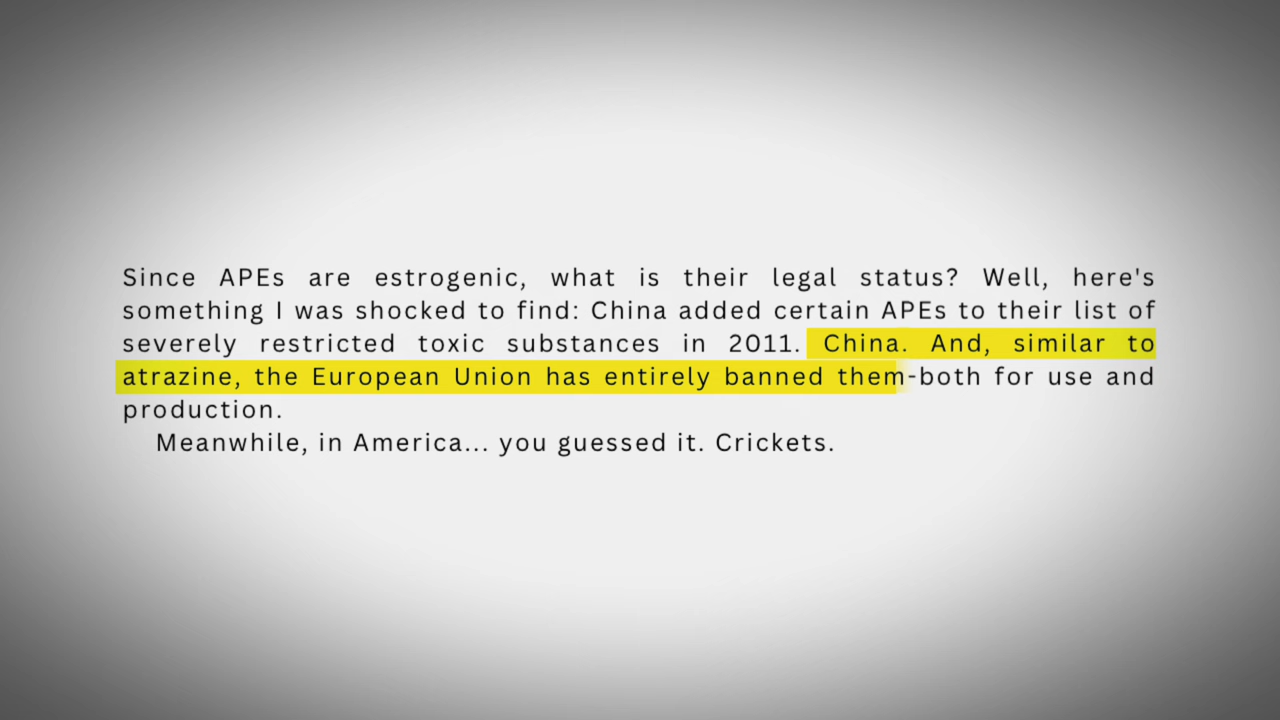 Since APEs are estrogenic, what is their legal status? Well, here's
something I was shocked to find: China added certain APEs to their list of
severely restricted toxic substances in 2011. China. And, similar to
atrazine, the European Union has entirely banned them-both for use and
production.
Meanwhile, in America... you guessed it. Crickets.